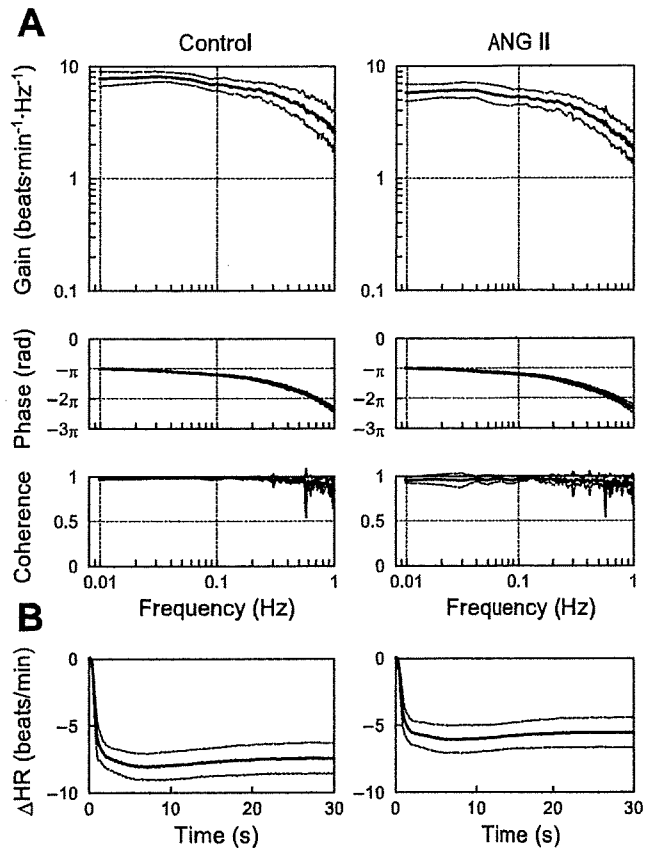 A
Control
ANG II
Gain (beats·min⁻¹·Hz⁻¹)
10
1
0.1
10
1
0.1
Phase (rad)
0
−π
−2π
−3π
0
−π
−2π
−3π
Coherence
1
0.5
0
1
0.5
0
0.01
0.1
1
0.01
0.1
1
Frequency (Hz)
Frequency (Hz)
B
ΔHR (beats/min)
0
−5
−10
0
−5
−10
0
10
20
30
0
10
20
30
Time (s)
Time (s)